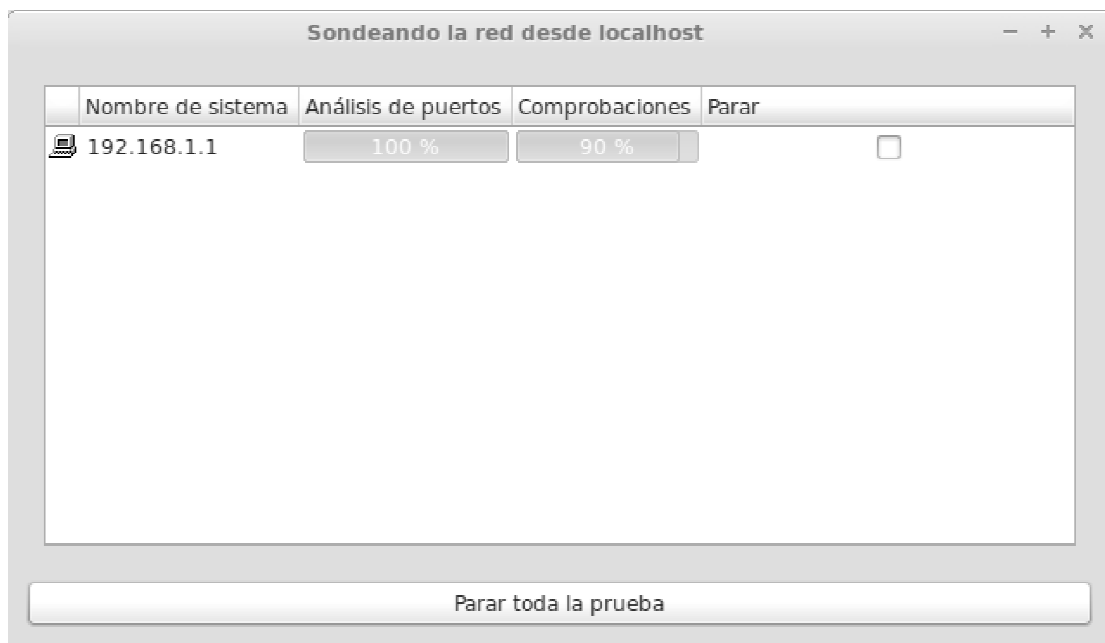 Sondeando la red desde localhost
Nombre de sistema Análisis de puertos Comprobaciones Parar
192.168.1.1 100 % 90 %
Parar toda la prueba